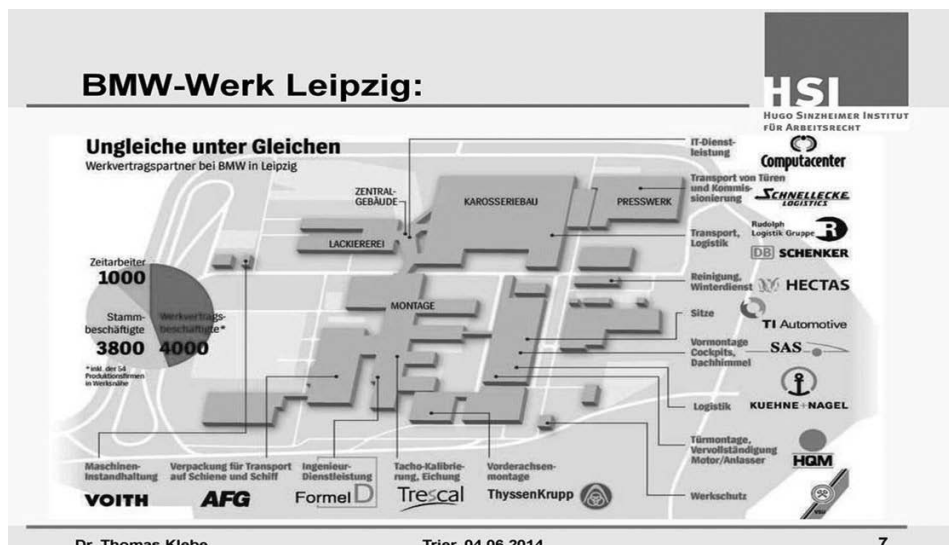 BMW-Werk Leipzig:
HSI
HUGO SINZHEIMER INSTITUT
FÜR ARBEITSRECHT
Ungleiche unter Gleichen
Werkvertragspartner bei BMW in Leipzig
ZENTRAL-
GEBÄUDE
KAROSSERIEBAU
PRESSWERK
LACKIEREREI
MONTAGE
Zeitarbeiter
1000
Stamm-
beschäftigte
3800
Werkvertrags-
beschäftigte*
4000
* inkl. der 54
Produktionsfirmen
in Werksnähe
IT-Dienst-
leistung
Computacenter
Transport von Türen
und Kommis-
sionierung
SCHNELLECKE
LOGISTICS
Transport,
Logistik
Rudolph
Logistik Gruppe R
DB SCHENKER
Reinigung,
Winterdienst
HECTAS
Sitze
TI Automotive
Vormontage
Cockpits,
Dachhimmel
SAS
Logistik
KUEHNE+NAGEL
Türmontage,
Vervollständigung
Motor/Anlasser
HQM
Werkschutz
VSU
Maschinen-
Instandhaltung
VOITH
Verpackung für Transport
auf Schiene und Schiff
AFG
Ingenieur-
Dienstleistung
Formel D
Tacho-Kalibrie-
rung, Eichung
Trescal
Vorderachsen-
montage
ThyssenKrupp
Dr. Thomas Klebe
Trier, 04.06.2014
7